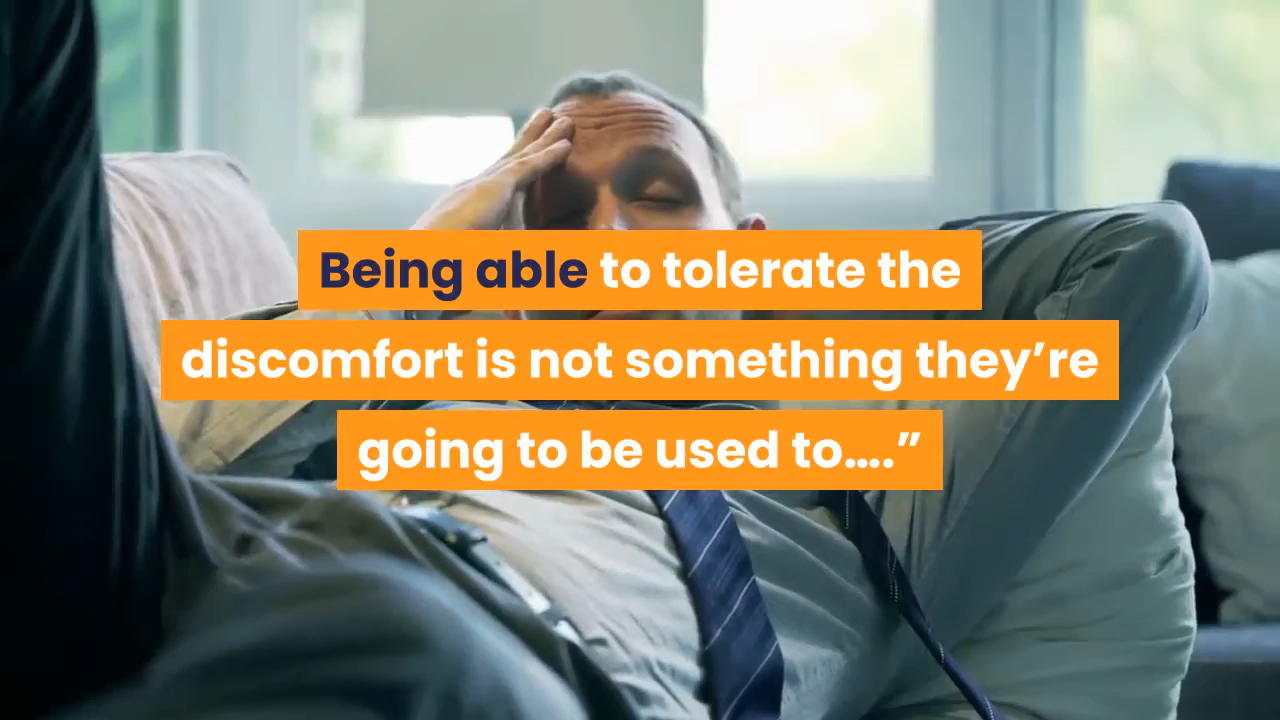 Being able to tolerate the
discomfort is not something they’re
going to be used to….”